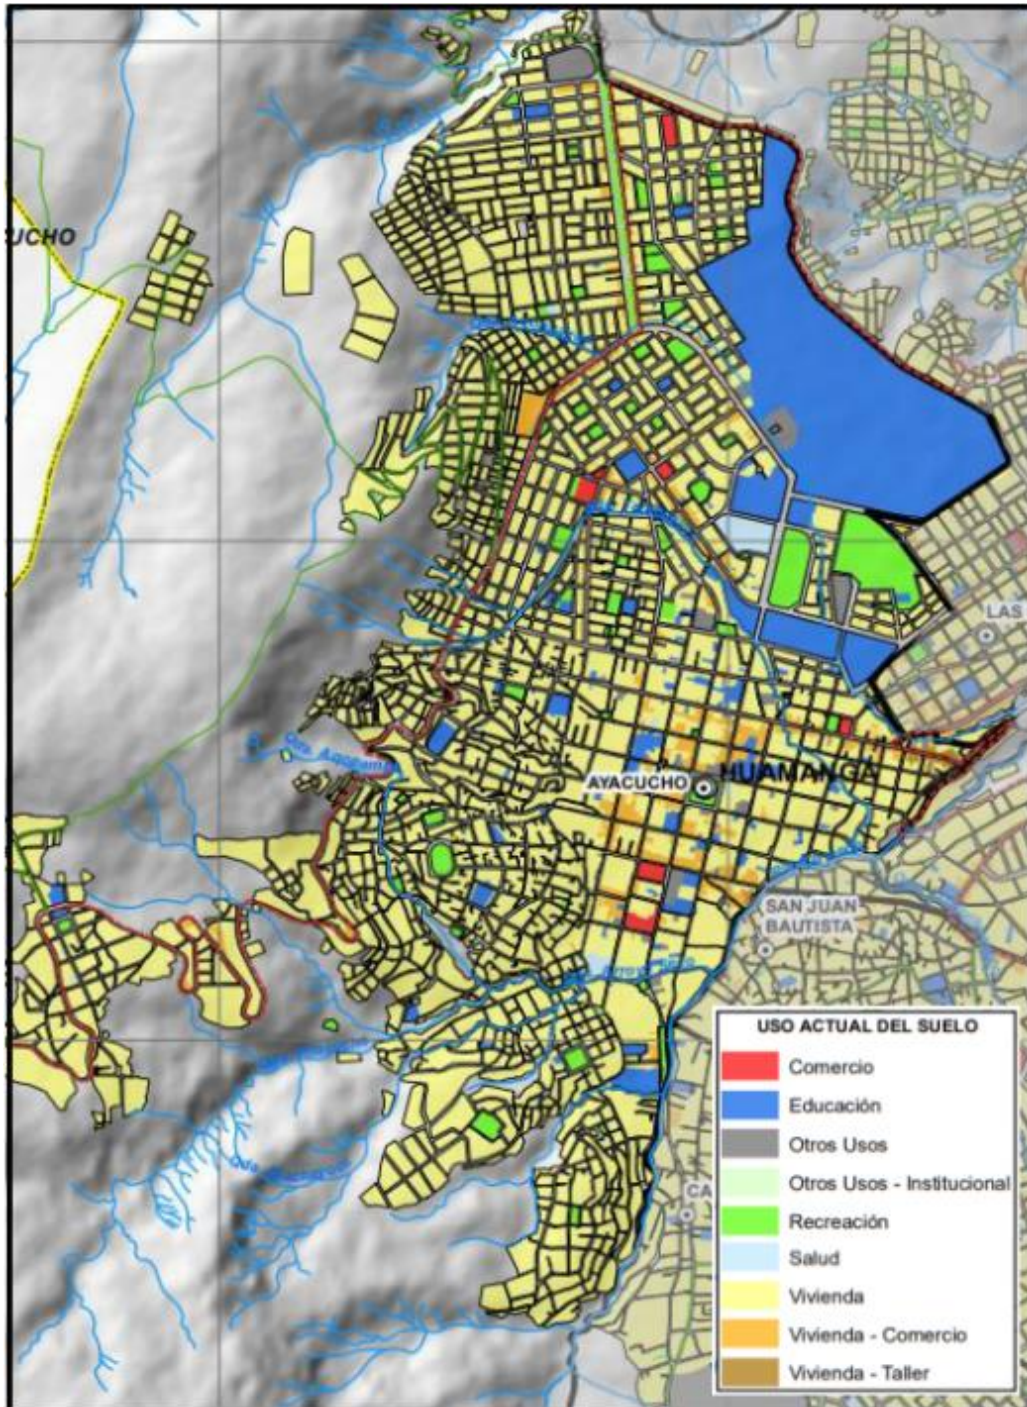 UCHO
LAS
AYACUCHO
HUAMANGA
SAN JUAN
BAUTISTA
CA
USO ACTUAL DEL SUELO
Comercio
Educación
Otros Usos
Otros Usos - Institucional
Recreación
Salud
Vivienda
Vivienda - Comercio
Vivienda - Taller